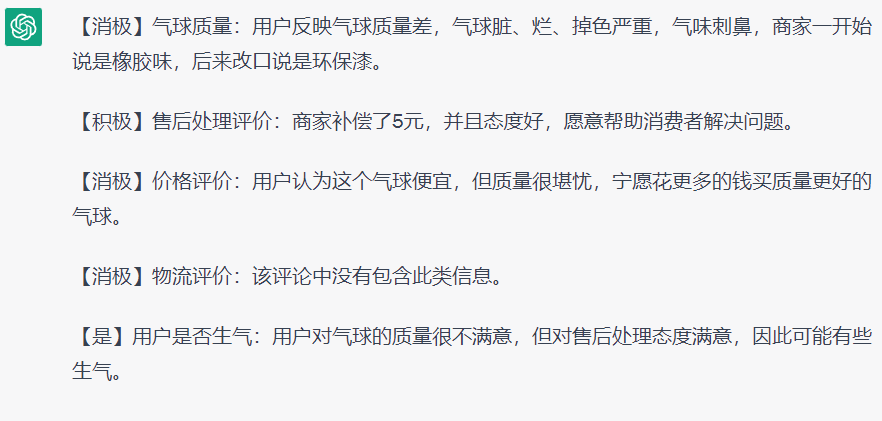 【消极】气球质量：用户反映气球质量差，气球脏、烂、掉色严重，气味刺鼻，商家一开始
说是橡胶味，后来改口说是环保漆。
【积极】售后处理评价：商家补偿了5元，并且态度好，愿意帮助消费者解决问题。
【消极】价格评价：用户认为这个气球便宜，但质量很堪忧，宁愿花更多的钱买质量更好的
气球。
【消极】物流评价：该评论中没有包含此类信息。
【是】用户是否生气：用户对气球的质量很不满意，但对售后处理态度满意，因此可能有些
生气。